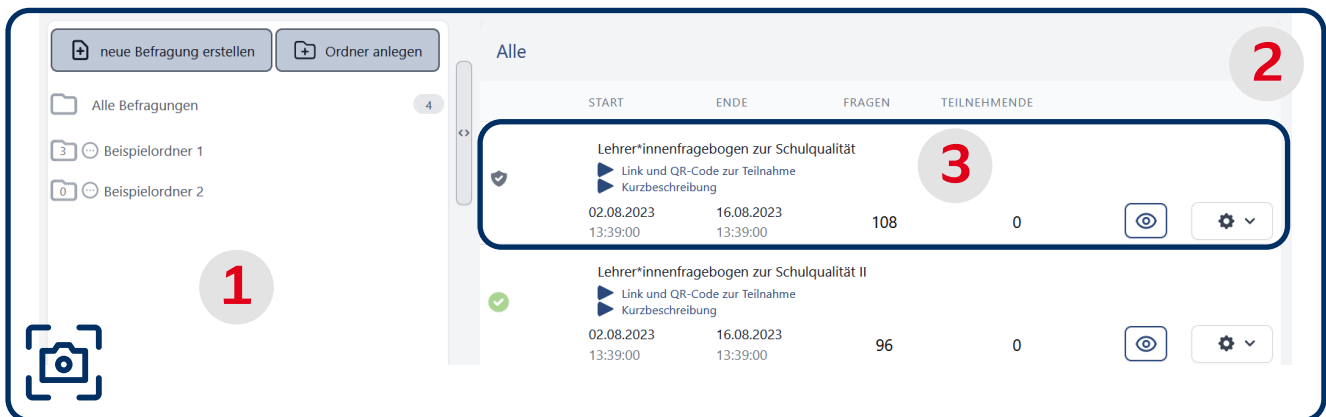 neue Befragung erstellen
Ordner anlegen
Alle Befragungen 4
3 Beispielordner 1
0 Beispielordner 2
1
Alle
2
START ENDE FRAGEN TEILNEHMENDE
Lehrer*innenfragebogen zur Schulqualität
Link und QR-Code zur Teilnahme
Kurzbeschreibung
3
02.08.2023 16.08.2023 108 0
13:39:00 13:39:00
Lehrer*innenfragebogen zur Schulqualität II
Link und QR-Code zur Teilnahme
Kurzbeschreibung
02.08.2023 16.08.2023 96 0
13:39:00 13:39:00